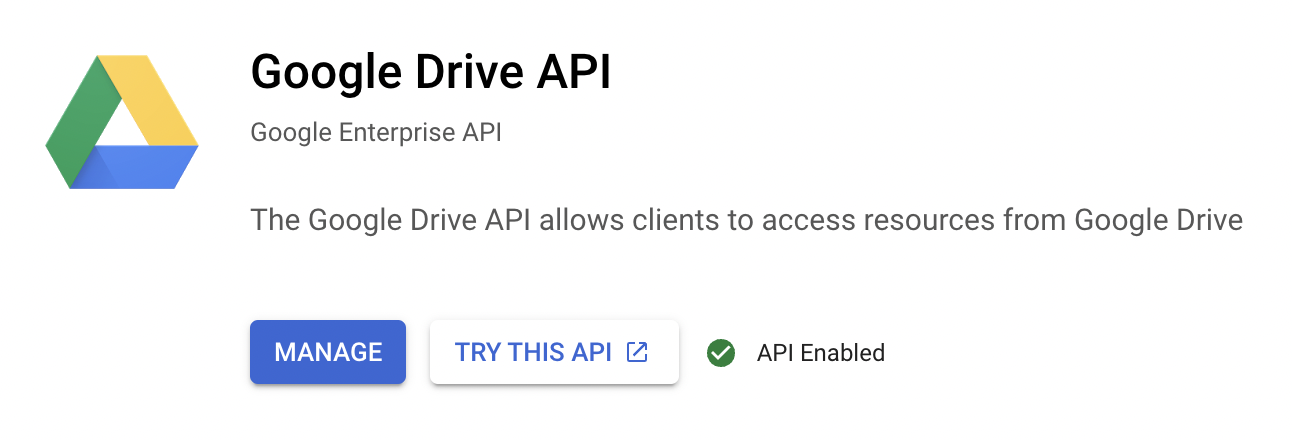 Google Drive API
Google Enterprise API
The Google Drive API allows clients to access resources from Google Drive
MANAGE
TRY THIS API
API Enabled